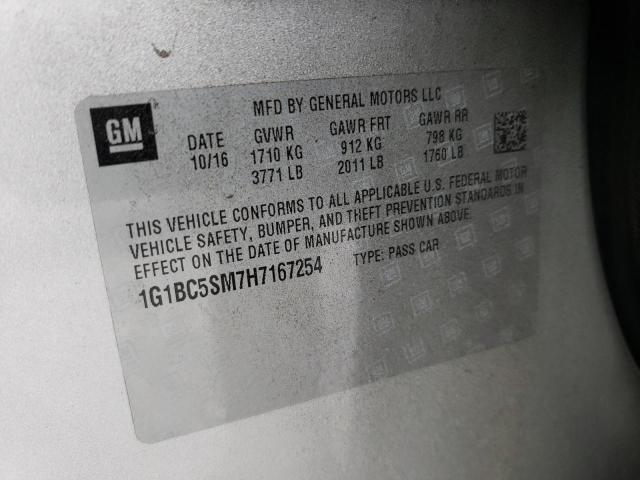 MFD BY GENERAL MOTORS LLC
GM
DATE GVWR GAWR FRT GAWR RR
10/16 1710 KG 912 KG 798 KG
3771 LB 2011 LB 1760 LB
THIS VEHICLE CONFORMS TO ALL APPLICABLE U.S. FEDERAL MOTOR
VEHICLE SAFETY, BUMPER, AND THEFT PREVENTION STANDARDS IN
EFFECT ON THE DATE OF MANUFACTURE SHOWN ABOVE.
1G1BC5SM7H7167254 TYPE: PASS CAR